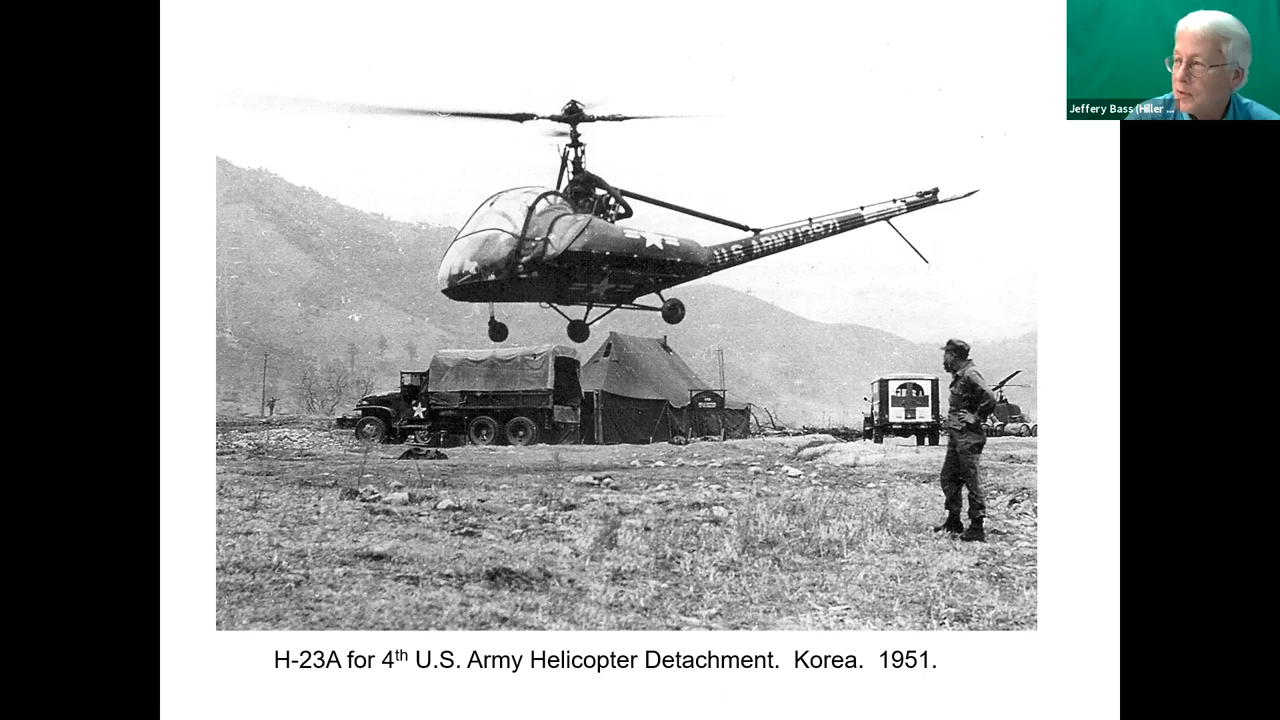 Jeffery Bass (Hiller ...
U.S. ARMY
H-23A for 4th U.S. Army Helicopter Detachment. Korea. 1951.